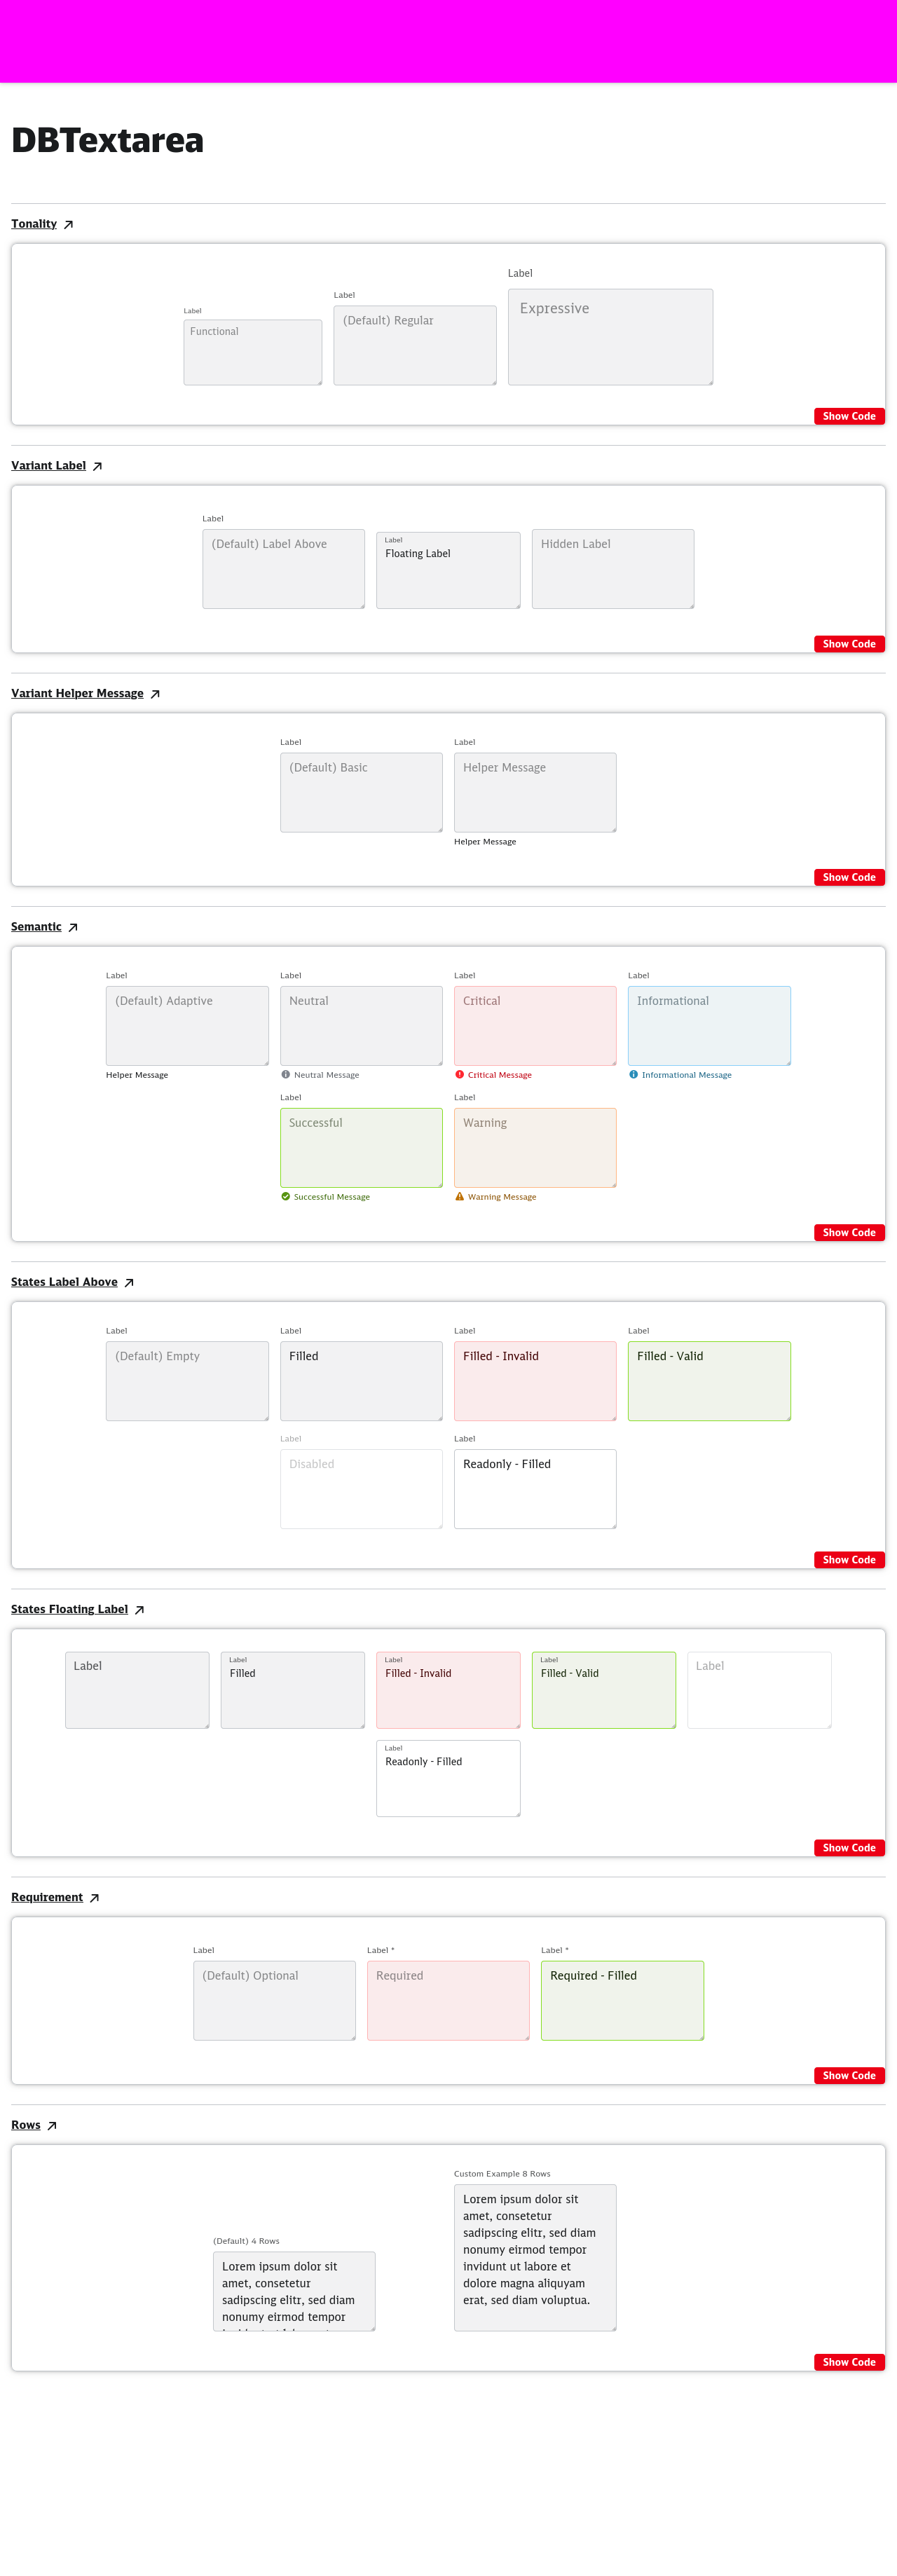 DBTextarea
Tonality
Label
Functional
Label
(Default) Regular
Label
Expressive
Show Code
Variant Label
Label
(Default) Label Above
Label
Floating Label
Hidden Label
Show Code
Variant Helper Message
Label
(Default) Basic
Label
Helper Message
Helper Message
Show Code
Semantic
Label
(Default) Adaptive
Helper Message
Label
Neutral
Neutral Message
Label
Critical
Critical Message
Label
Informational
Informational Message
Label
Successful
Successful Message
Label
Warning
Warning Message
Show Code
States Label Above
Label
(Default) Empty
Label
Filled
Label
Filled - Invalid
Label
Filled - Valid
Label
Disabled
Label
Readonly - Filled
Show Code
States Floating Label
Label
Label
Filled
Label
Filled - Invalid
Label
Filled - Valid
Label
Label
Readonly - Filled
Show Code
Requirement
Label
(Default) Optional
Label *
Required
Label *
Required - Filled
Show Code
Rows
(Default) 4 Rows
Lorem ipsum dolor sit
amet, consetetur
sadipscing elitr, sed diam
nonumy eirmod tempor
Custom Example 8 Rows
Lorem ipsum dolor sit
amet, consetetur
sadipscing elitr, sed diam
nonumy eirmod tempor
invidunt ut labore et
dolore magna aliquyam
erat, sed diam voluptua.
Show Code